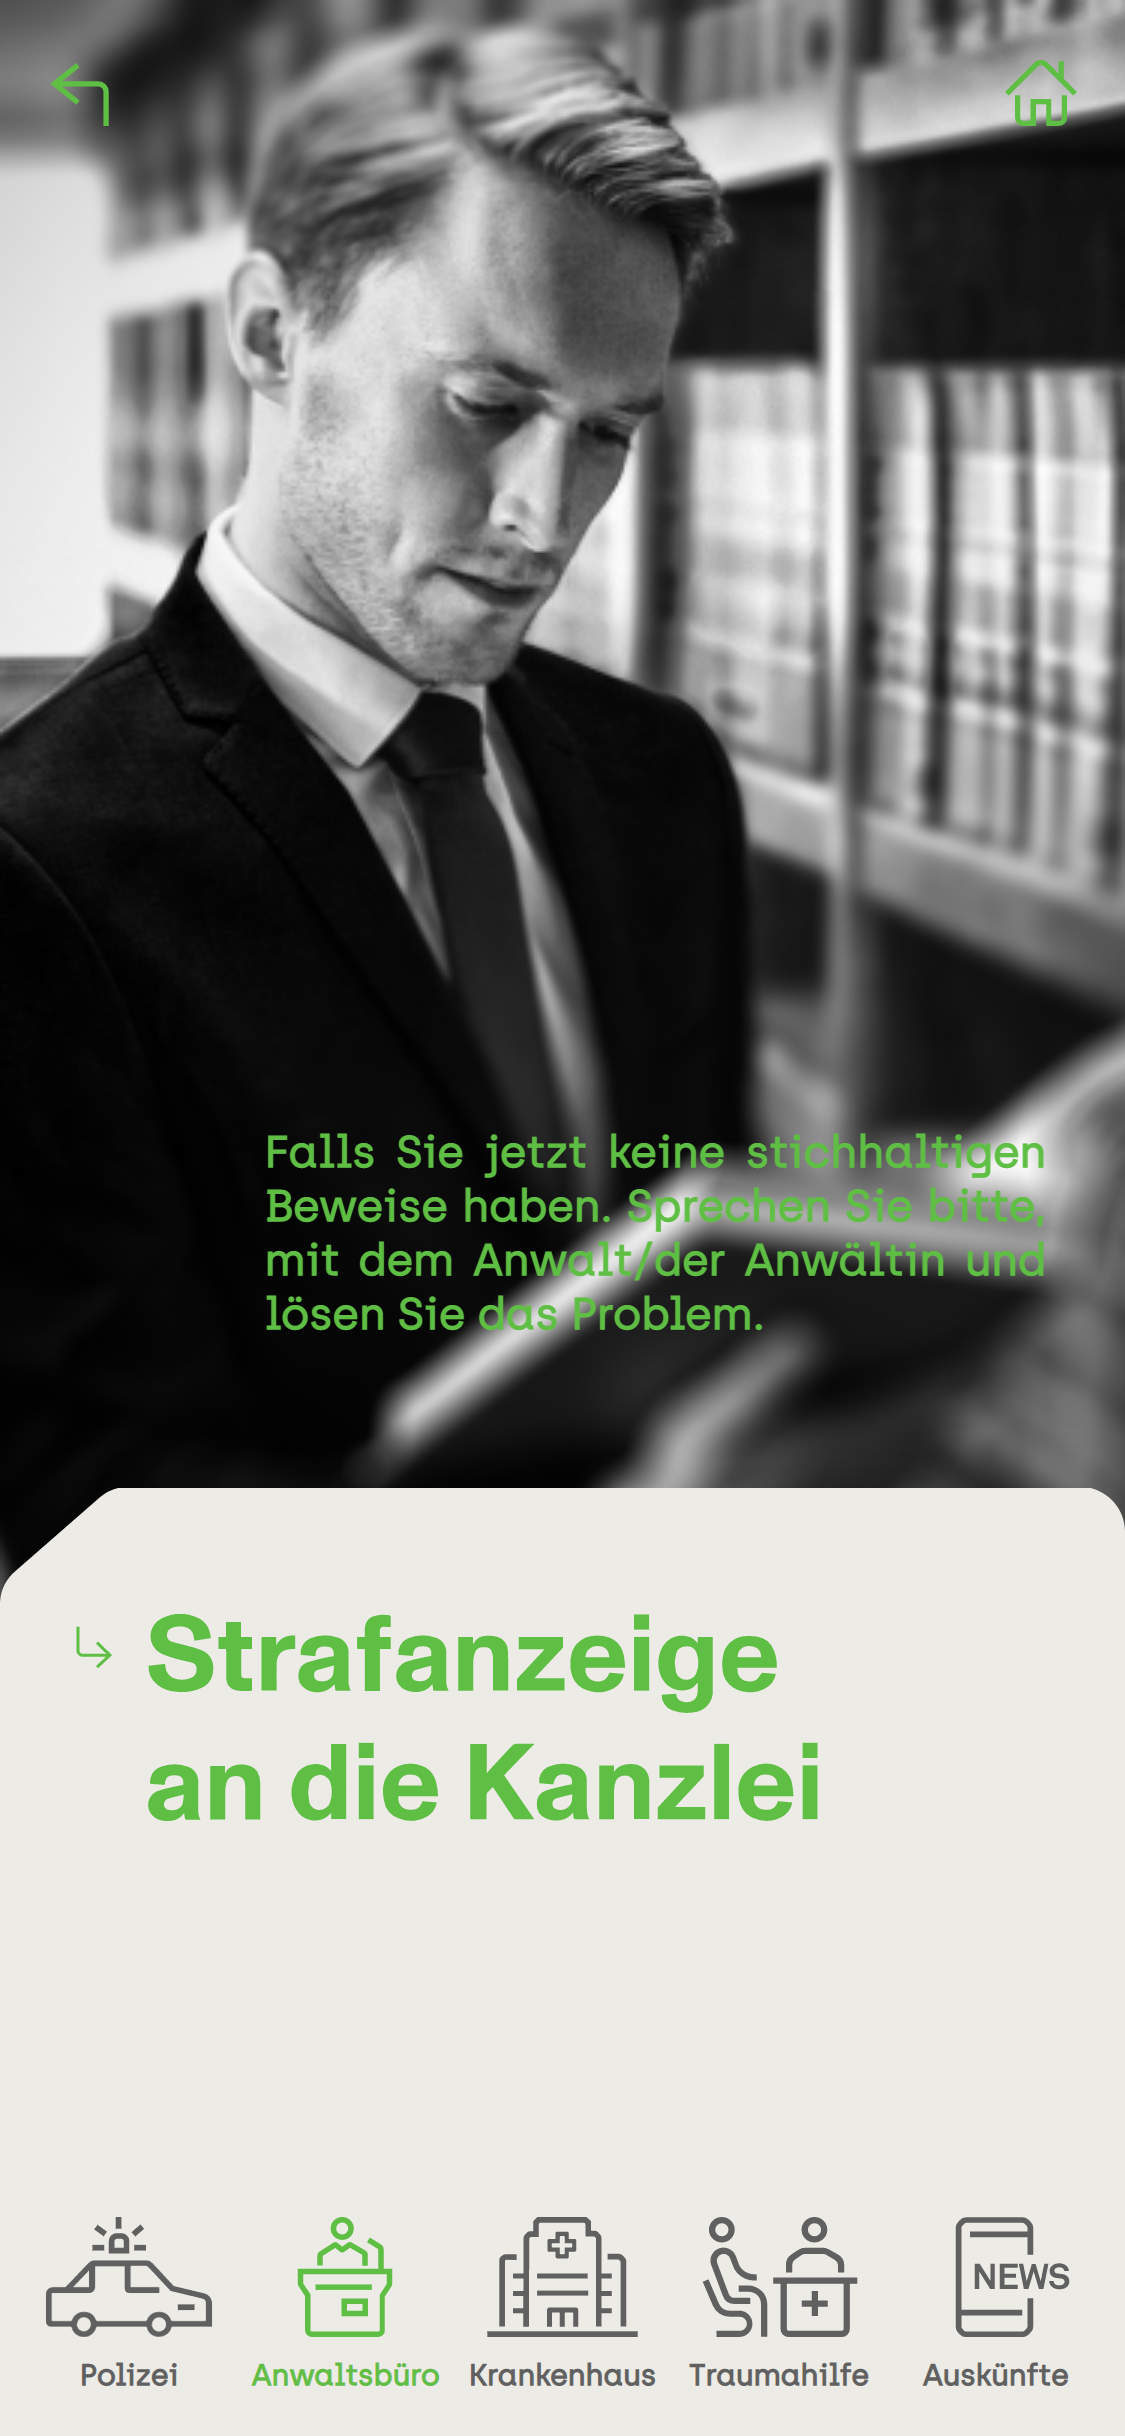 Falls Sie jetzt keine stichhaltigen
Beweise haben. Sprechen Sie bitte,
mit dem Anwalt/der Anwältin und
lösen Sie das Problem.
Strafanzeige
an die Kanzlei
NEWS
Polizei Anwaltsbüro Krankenhaus Traumahilfe Auskünfte